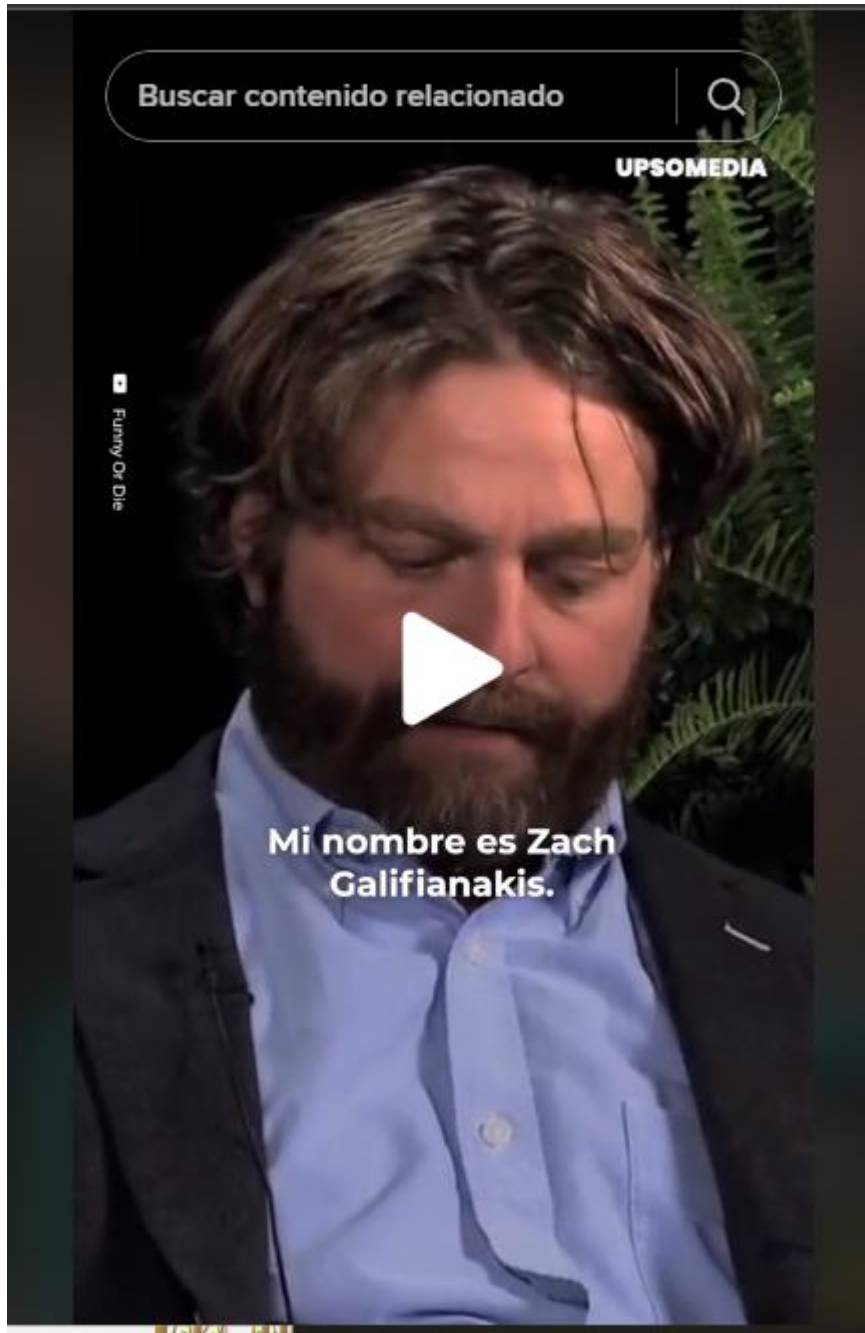 Buscar contenido relacionado
UPSOMEDIA
Funny Or Die
Mi nombre es Zach
Galifianakis.